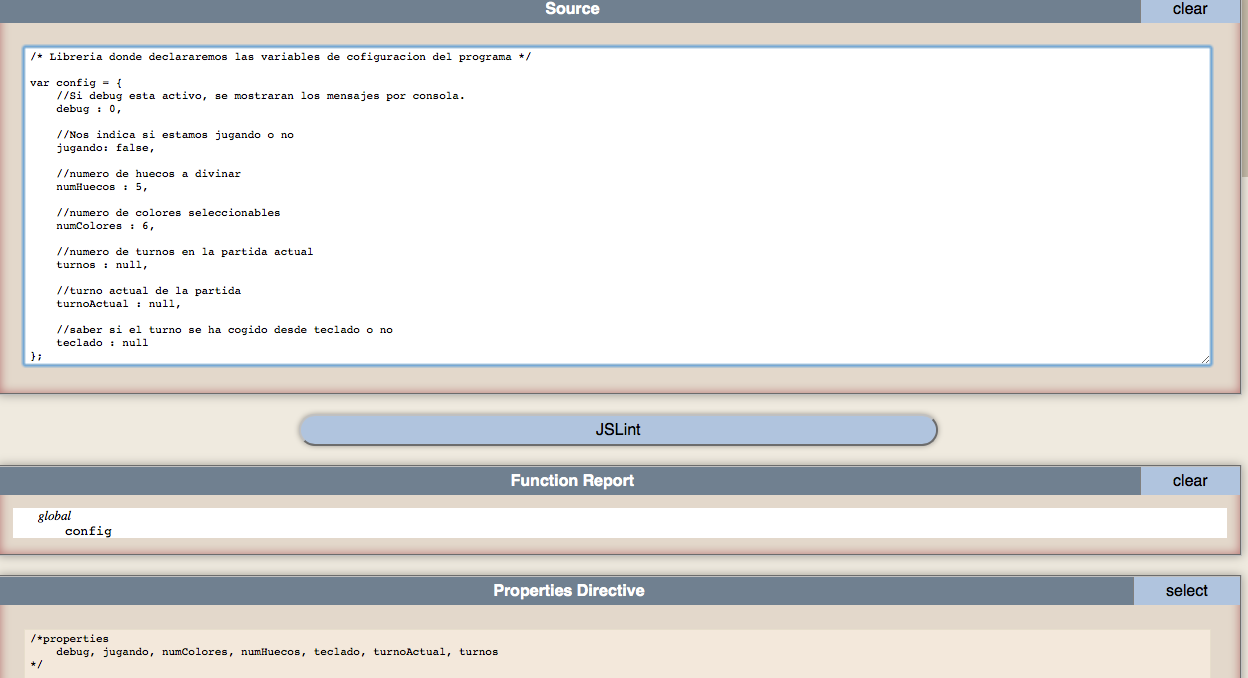 Source
clear
/* Libreria donde declararemos las variables de cofiguracion del programa */
var config = {
//Si debug esta activo, se mostraran los mensajes por consola.
debug : 0,
//Nos indica si estamos jugando o no
jugando: false,
//numero de huecos a divinar
numHuecos : 5,
//numero de colores seleccionables
numColores : 6,
//numero de turnos en la partida actual
turnos : null,
//turno actual de la partida
turnoActual : null,
//saber si el turno se ha cogido desde teclado o no
teclado : null
};
JSLint
Function Report
clear
global
config
Properties Directive
select
/*properties
debug, jugando, numColores, numHuecos, teclado, turnoActual, turnos
*/